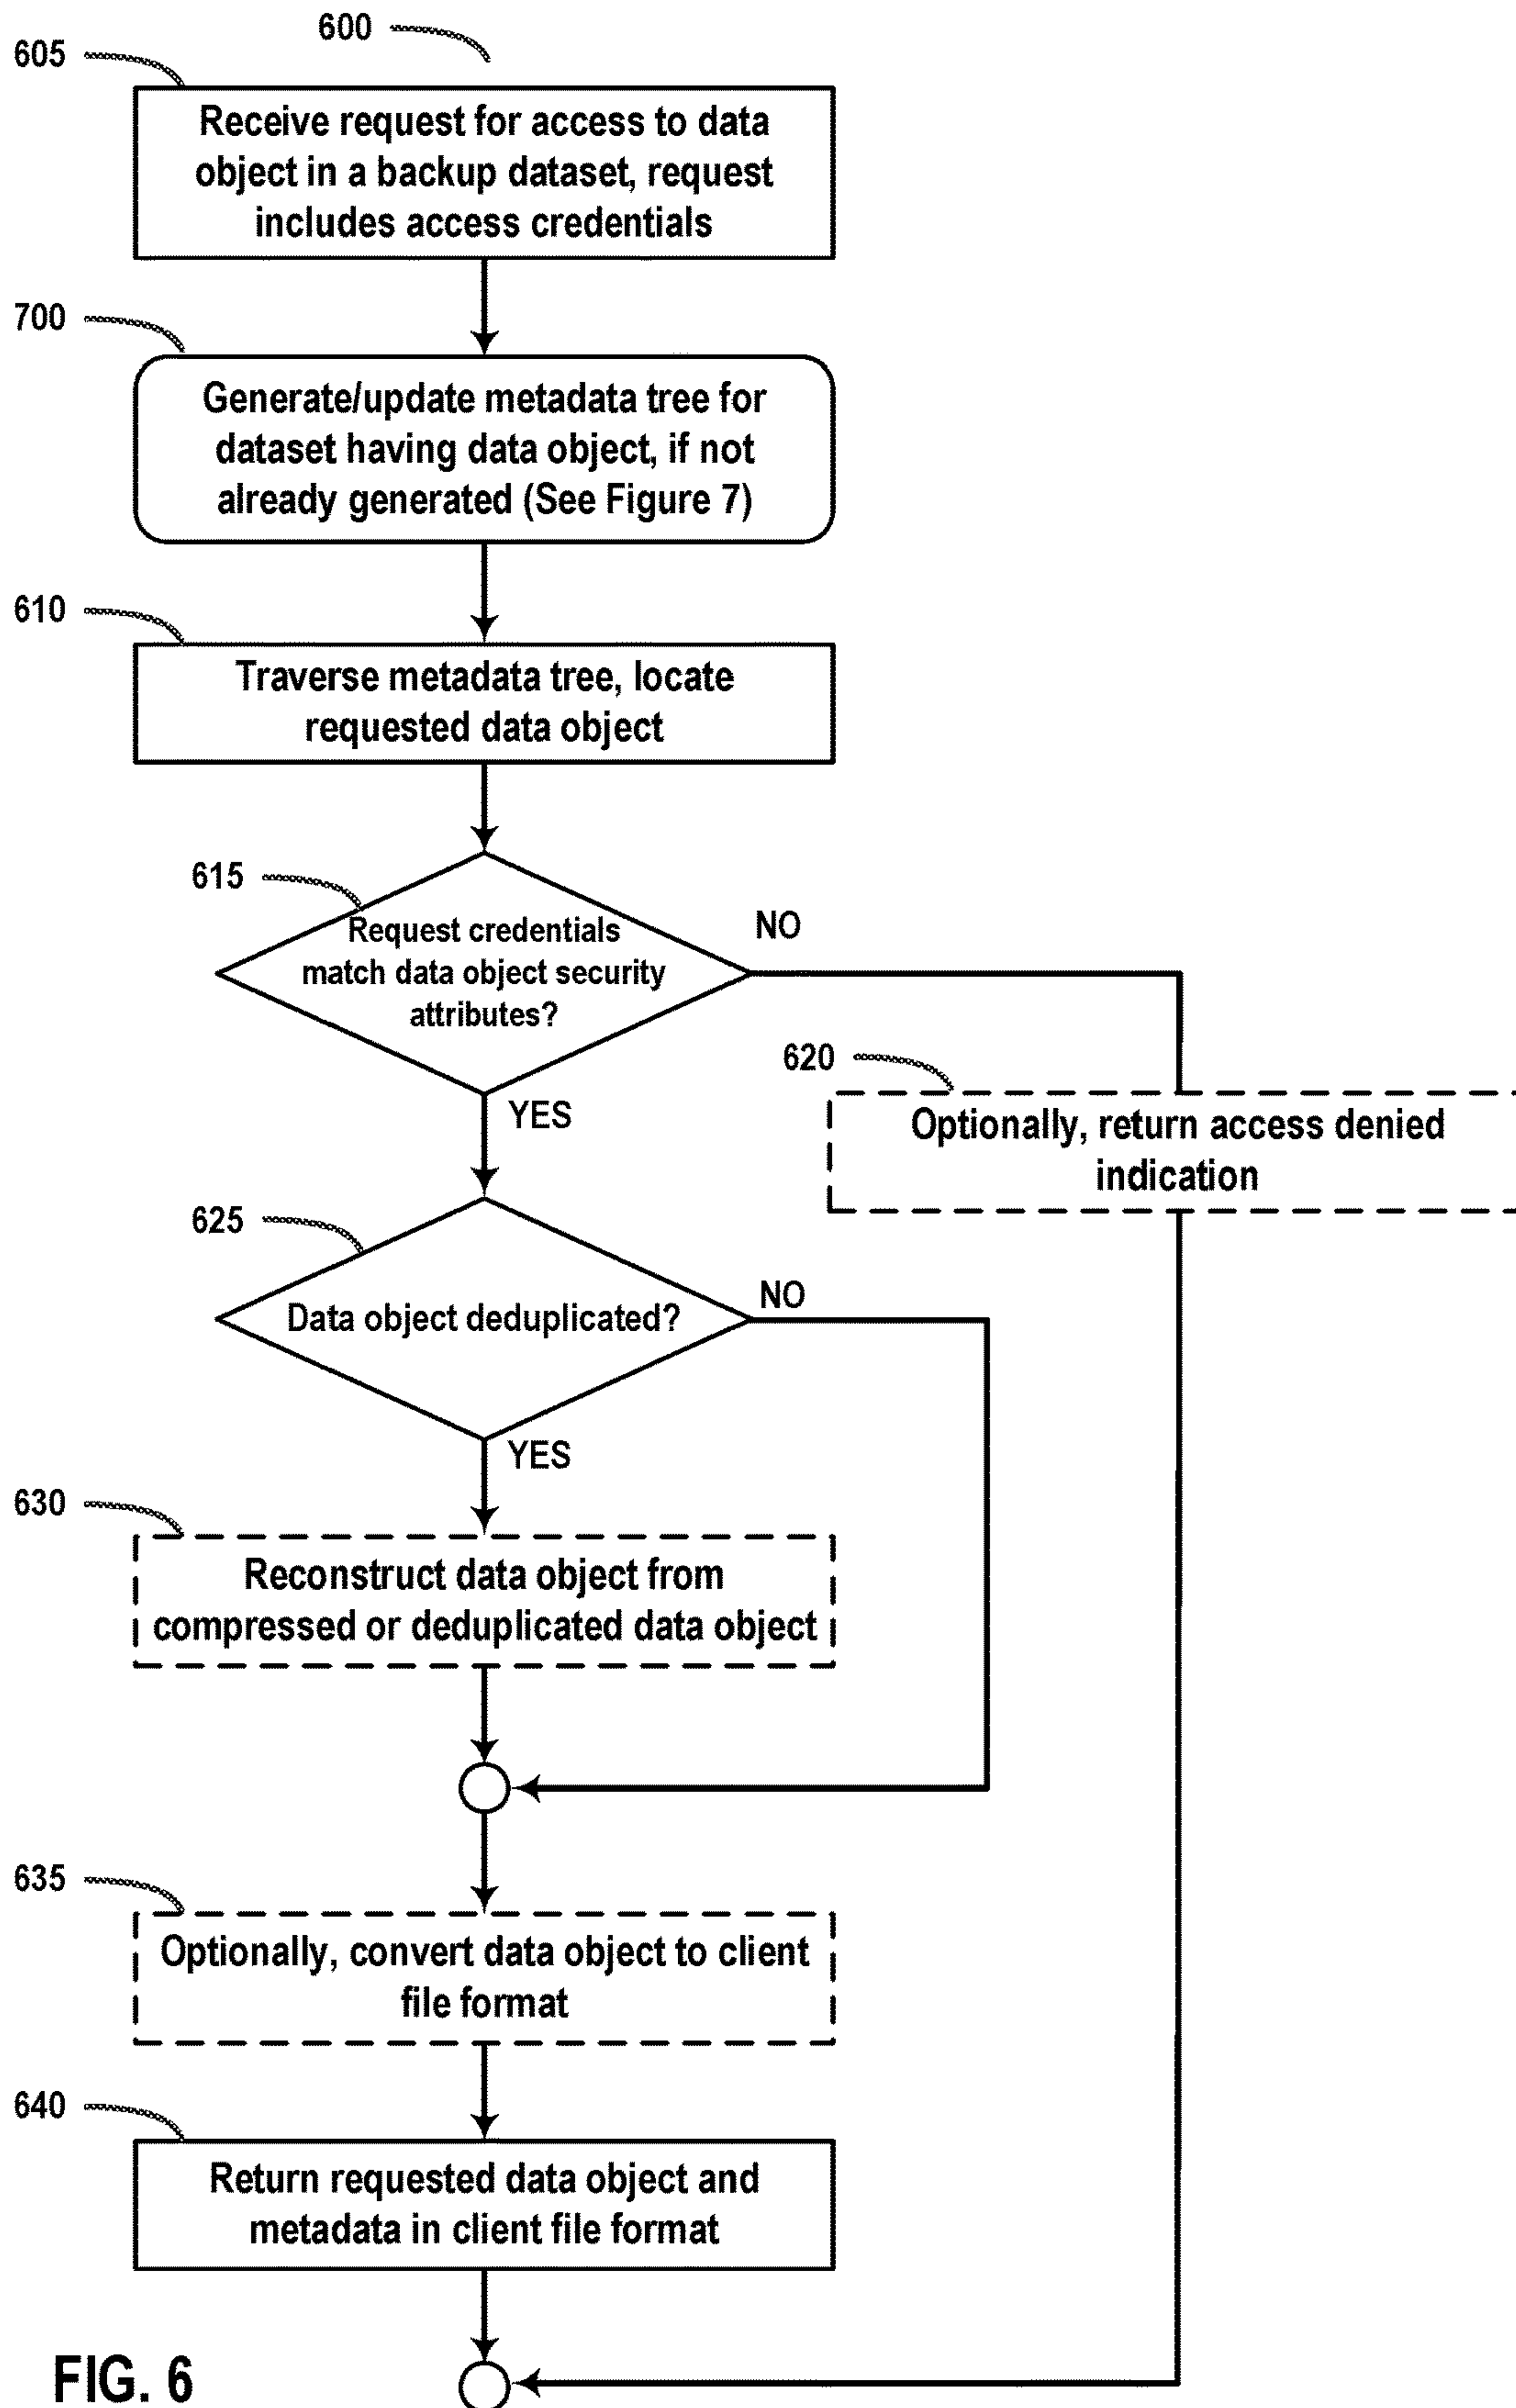 600
605
Receive request for access to data
object in a backup dataset, request
includes access credentials
700
Generate/update metadata tree for
dataset having data object, if not
already generated (See Figure 7)
610
Traverse metadata tree, locate
requested data object
615
Request credentials
match data object security
attributes?
NO
YES
620
Optionally, return access denied
indication
625
Data object deduplicated?
NO
YES
630
Reconstruct data object from
compressed or deduplicated data object
635
Optionally, convert data object to client
file format
640
Return requested data object and
metadata in client file format
FIG. 6